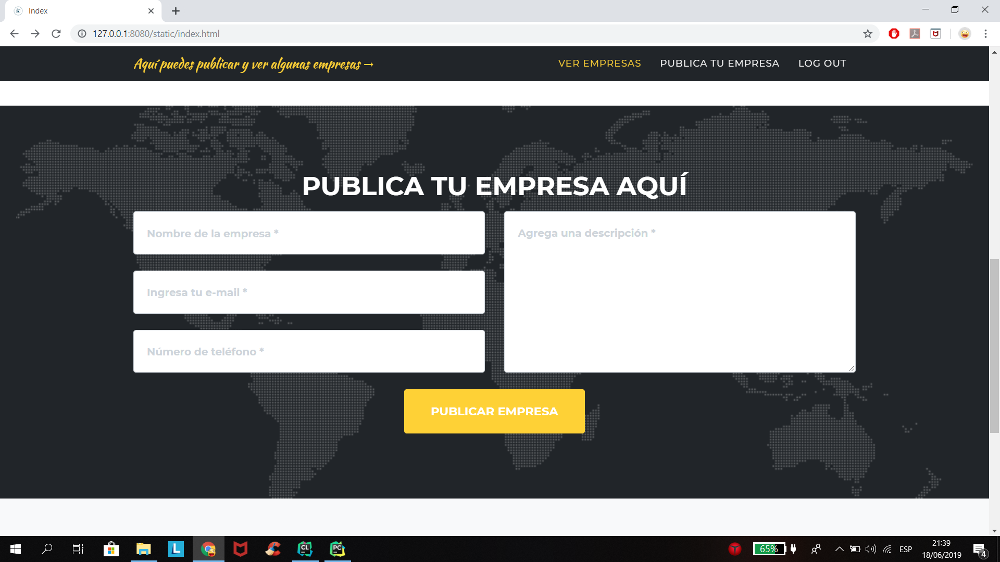 Index
127.0.0.1:8080/static/index.html
Aquí puedes publicar y ver algunas empresas →
VER EMPRESAS
PUBLICA TU EMPRESA
LOG OUT
PUBLICA TU EMPRESA AQUÍ
Nombre de la empresa *
Agrega una descripción *
Ingresa tu e-mail *
Número de teléfono *
PUBLICAR EMPRESA
L
CL
PC
65%
ESP
21:39
18/06/2019
4